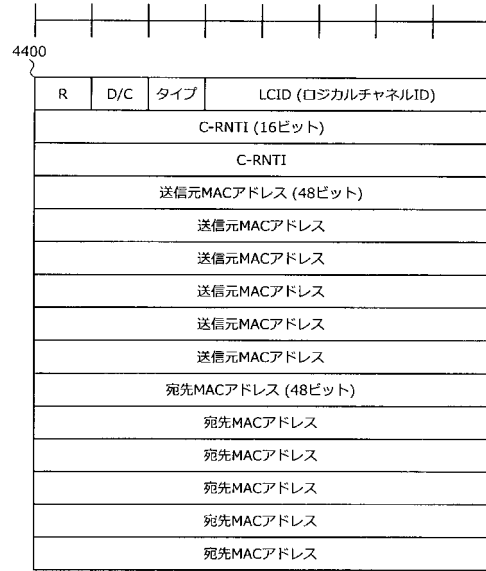 4400
R D/C タイプ LCID (ロジカルチャネルID)
C-RNTI (16ビット)
C-RNTI
送信元MACアドレス (48ビット)
送信元MACアドレス
送信元MACアドレス
送信元MACアドレス
送信元MACアドレス
送信元MACアドレス
宛先MACアドレス (48ビット)
宛先MACアドレス
宛先MACアドレス
宛先MACアドレス
宛先MACアドレス
宛先MACアドレス